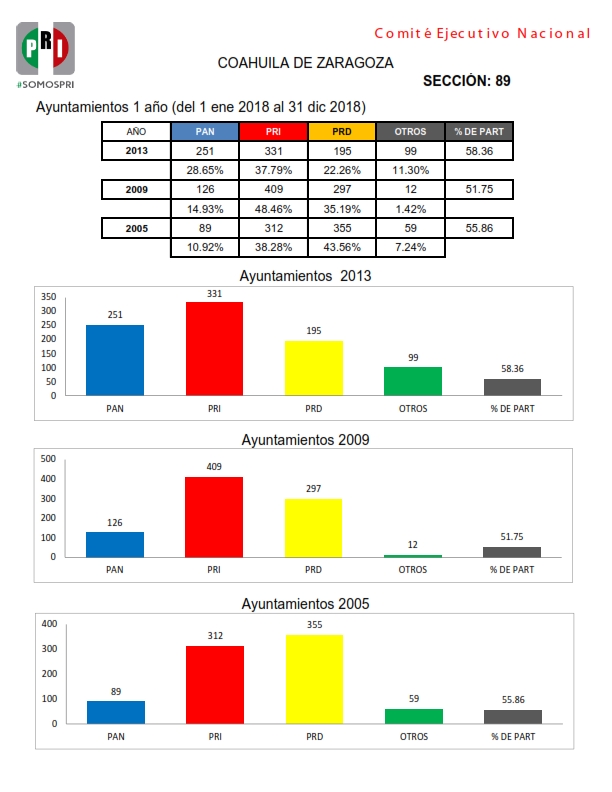 Comité Ejecutivo Nacional
PRI
#SOMOSPRI
COAHUILA DE ZARAGOZA
SECCIÓN: 89
Ayuntamientos 1 año (del 1 ene 2018 al 31 dic 2018)
AÑO PAN PRI PRD OTROS % DE PART
2013 251 331 195 99 58.36
28.65% 37.79% 22.26% 11.30%
2009 126 409 297 12 51.75
14.93% 48.46% 35.19% 1.42%
2005 89 312 355 59 55.86
10.92% 38.28% 43.56% 7.24%
Ayuntamientos 2013
350
300
250
200
150
100
50
0
251 331 195 99 58.36
PAN PRI PRD OTROS % DE PART
Ayuntamientos 2009
500
400
300
200
100
0
126 409 297 12 51.75
PAN PRI PRD OTROS % DE PART
Ayuntamientos 2005
400
300
200
100
0
89 312 355 59 55.86
PAN PRI PRD OTROS % DE PART